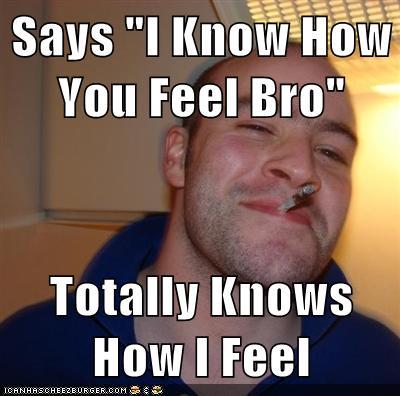 Says "I Know How
You Feel Bro"
Totally Knows
How I Feel
ICANHASCHEEZBURGER.COM